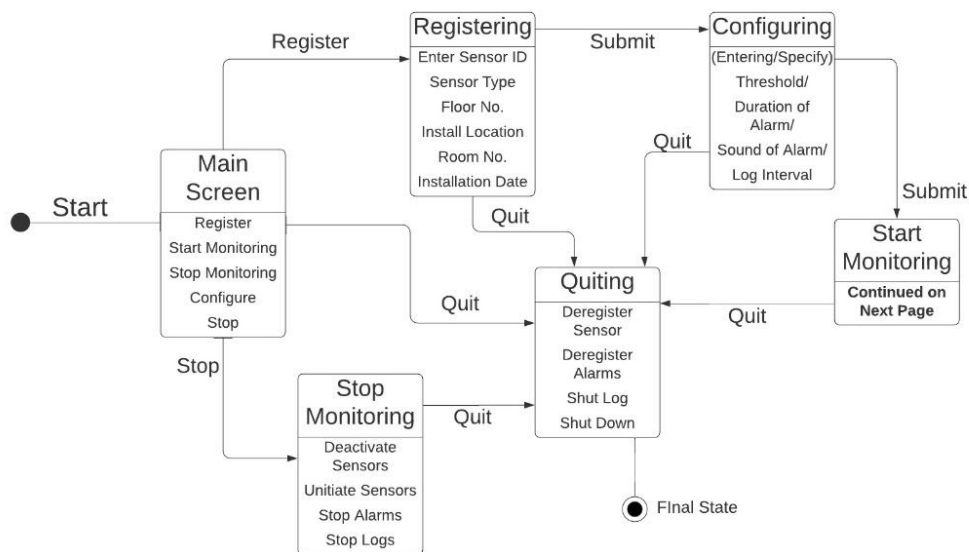 Register
Registering
Enter Sensor ID
Sensor Type
Floor No.
Install Location
Room No.
Installation Date
Submit
Configuring
(Entering/Specify)
Threshold/
Duration of
Alarm/
Sound of Alarm/
Log Interval
Quit
Submit
Start
Main
Screen
Register
Start Monitoring
Stop Monitoring
Configure
Stop
Quit
Start
Monitoring
Continued on
Next Page
Quit
Quit
Quiting
Deregister
Sensor
Deregister
Alarms
Shut Log
Shut Down
Stop
Stop
Monitoring
Deactivate
Sensors
Unitiate Sensors
Stop Alarms
Stop Logs
Quit
FInal State